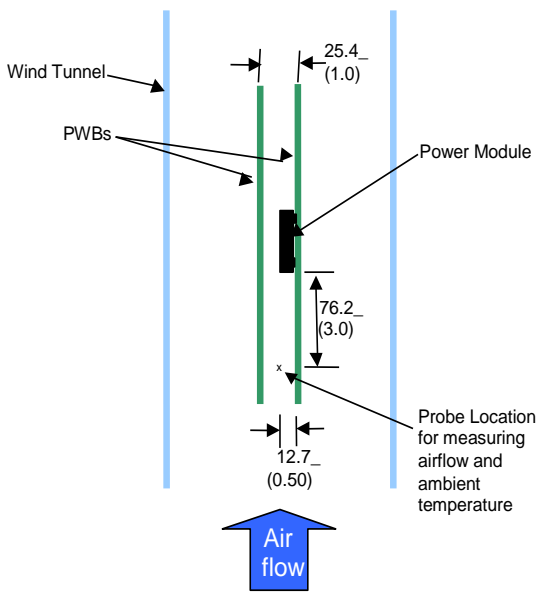 25.4_
(1.0)
Wind Tunnel
PWBs
Power Module
76.2_
(3.0)
x
Probe Location
for measuring
airflow and
ambient
temperature
12.7_
(0.50)
Air
flow